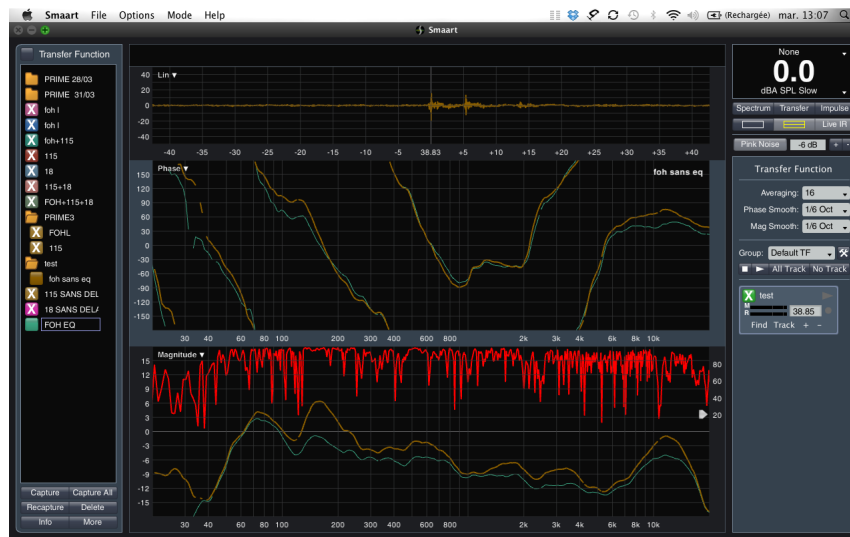 Smaart File Options Mode Help (Rechargée) mar. 13:07
Smaart
Transfer Function
PRIME 28/03
PRIME 31/03
foh l
foh l
foh+115
115
18
115+18
FOH+115+18
PRIME3
FOHL
115
test
foh sans eq
115 SANS DEL
18 SANS DEL/
FOH EQ
Capture Capture All
Recapture Delete
Info More
40 Lin ▼
20
0
-20
-40
-40 -35 -30 -25 -20 -15 -10 -5 38.83 +5 +10 +15 +20 +25 +30 +35 +40
Phase ▼ foh sans eq
150
120
90
60
30
0
-30
-60
-90
-120
-150
30 40 60 80 100 200 300 400 600 800 2k 3k 4k 6k 8k 10k
Magnitude ▼
15
12
9
6
3
0
-3
-6
-9
-12
-15
80
60
40
20
30 40 60 80 100 200 300 400 600 800 2k 3k 4k 6k 8k 10k
None
0.0
dBA SPL Slow
Spectrum Transfer Impulse
Live IR
Pink Noise -6 dB + -
Transfer Function
Averaging: 16
Phase Smooth: 1/6 Oct
Mag Smooth: 1/6 Oct
Group: Default TF
All Track No Track
X test
M
R 38.85
Find Track + -